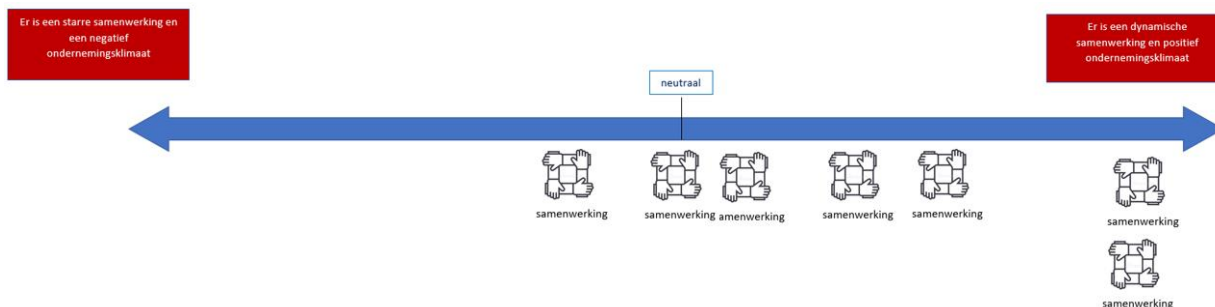 Er is een starre samenwerking en
een negatief
ondernemingsklimaat
Er is een dynamische
samenwerking en positief
ondernemingsklimaat
neutraal
samenwerking
samenwerking
amenwerking
samenwerking
samenwerking
samenwerking
samenwerking